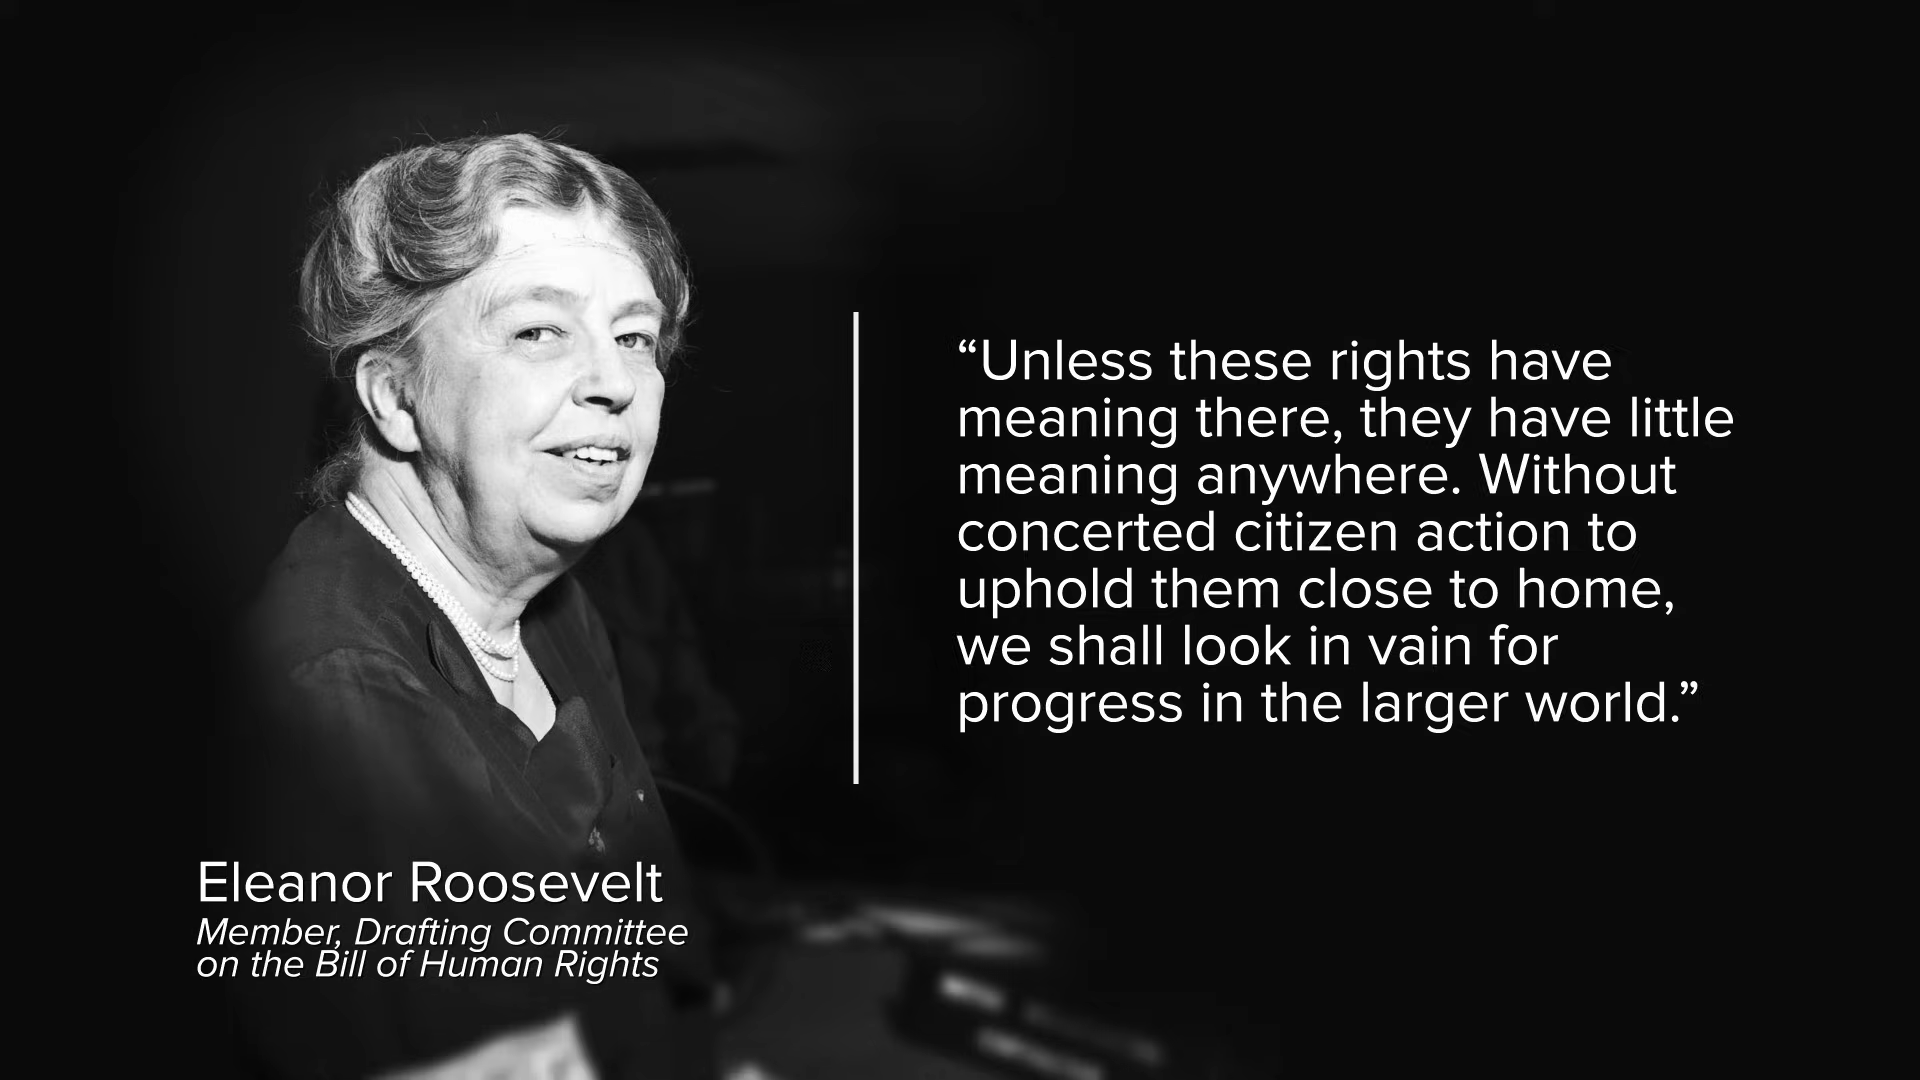 “Unless these rights have
meaning there, they have little
meaning anywhere. Without
concerted citizen action to
uphold them close to home,
we shall look in vain for
progress in the larger world.”
Eleanor Roosevelt
Member, Drafting Committee
on the Bill of Human Rights